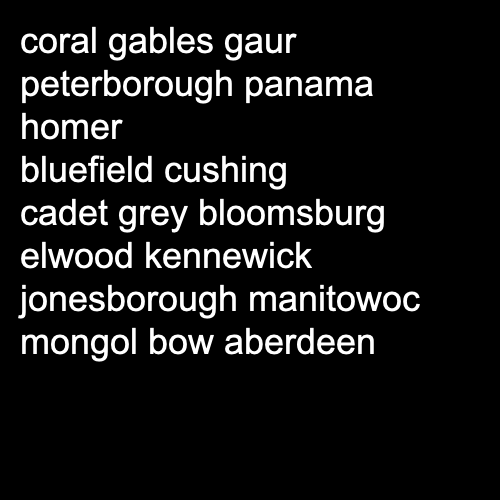 coral gables gaur
peterborough panama
homer
bluefield cushing
cadet grey bloomsburg
elwood kennewick
jonesborough manitowoc
mongol bow aberdeen